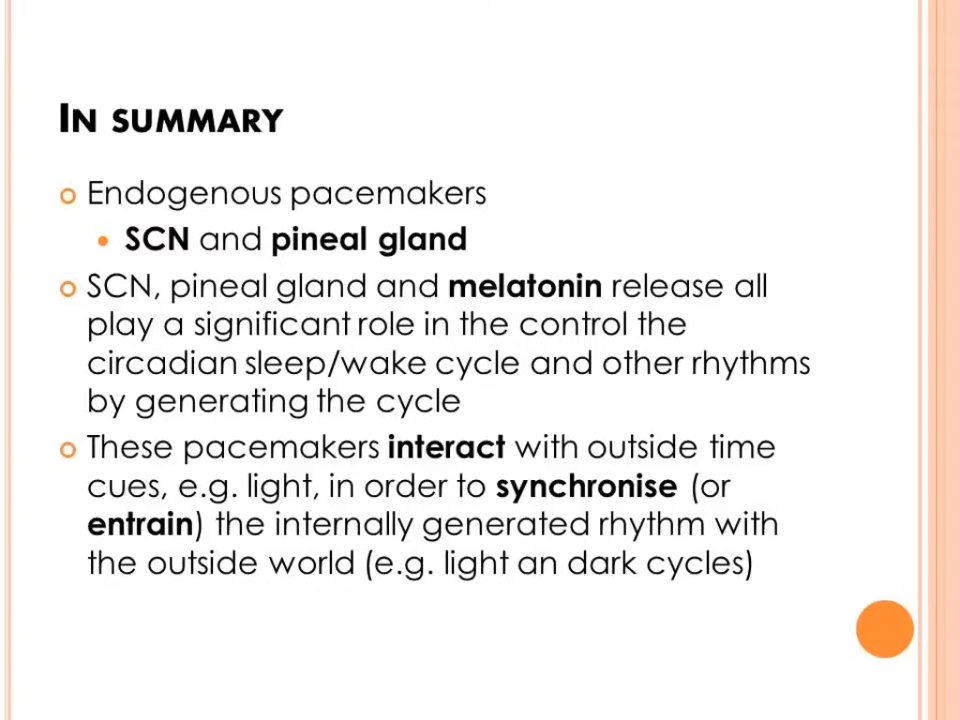 IN SUMMARY
Endogenous pacemakers
SCN and pineal gland
SCN, pineal gland and melatonin release all
play a significant role in the control the
circadian sleep/wake cycle and other rhythms
by generating the cycle
These pacemakers interact with outside time
cues, e.g. light, in order to synchronise (or
entrain) the internally generated rhythm with
the outside world (e.g. light an dark cycles)